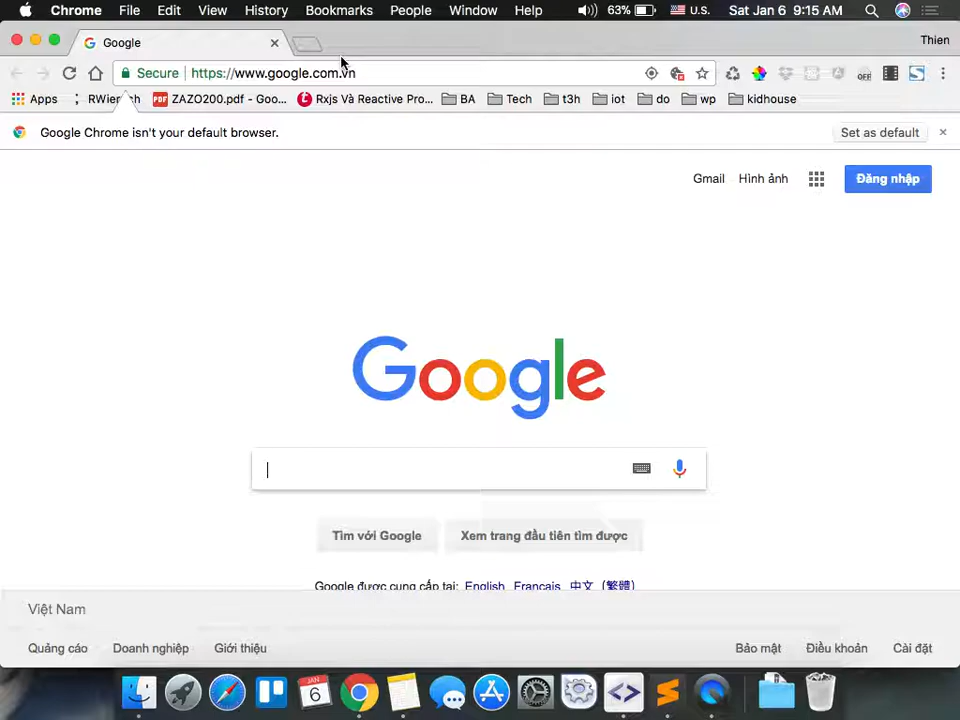 Chrome File Edit View History Bookmarks People Window Help 63% U.S. Sat Jan 6 9:15 AM
Google Thien
Secure https://www.google.com.vn OFF S
Apps ; PDF ZAZO200.pdf - Goo... t Rxjs Và Reactive Pro... BA Tech t3h iot do wp kidhouse
Google Chrome isn't your default browser. Set as default
Gmail Hình ảnh Đăng nhập
Google
Tìm với Google Xem trang đầu tiên tìm được
Google được cung cấp tại: English Français 中文 (繁體)
Việt Nam
Quảng cáo Doanh nghiệp Giới thiệu Bảo mật Điều khoản Cài đặt
JAN
6